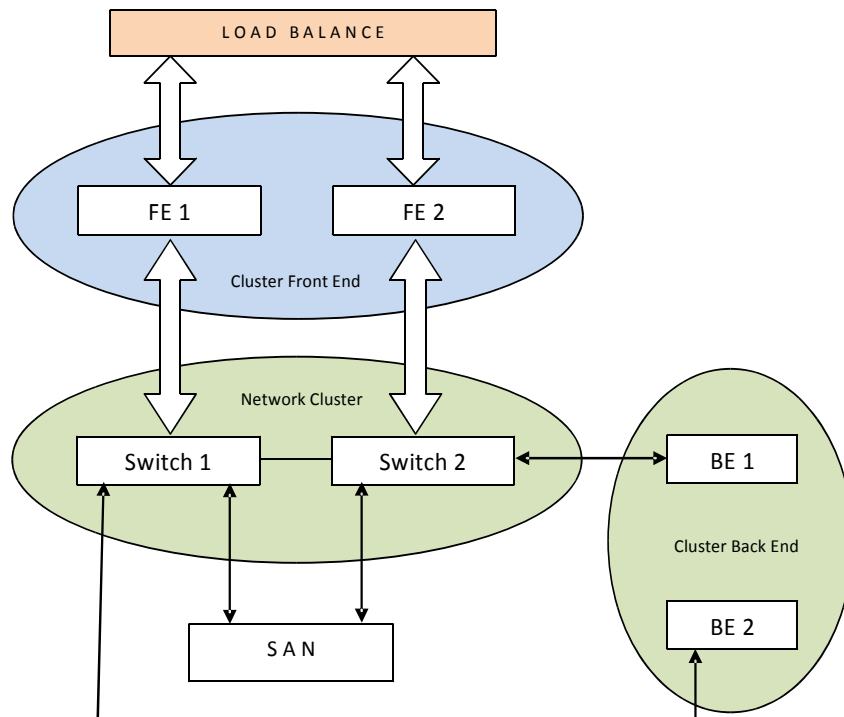 LOAD BALANCE
FE 1
FE 2
Cluster Front End
Network Cluster
Switch 1
Switch 2
BE 1
Cluster Back End
BE 2
SAN